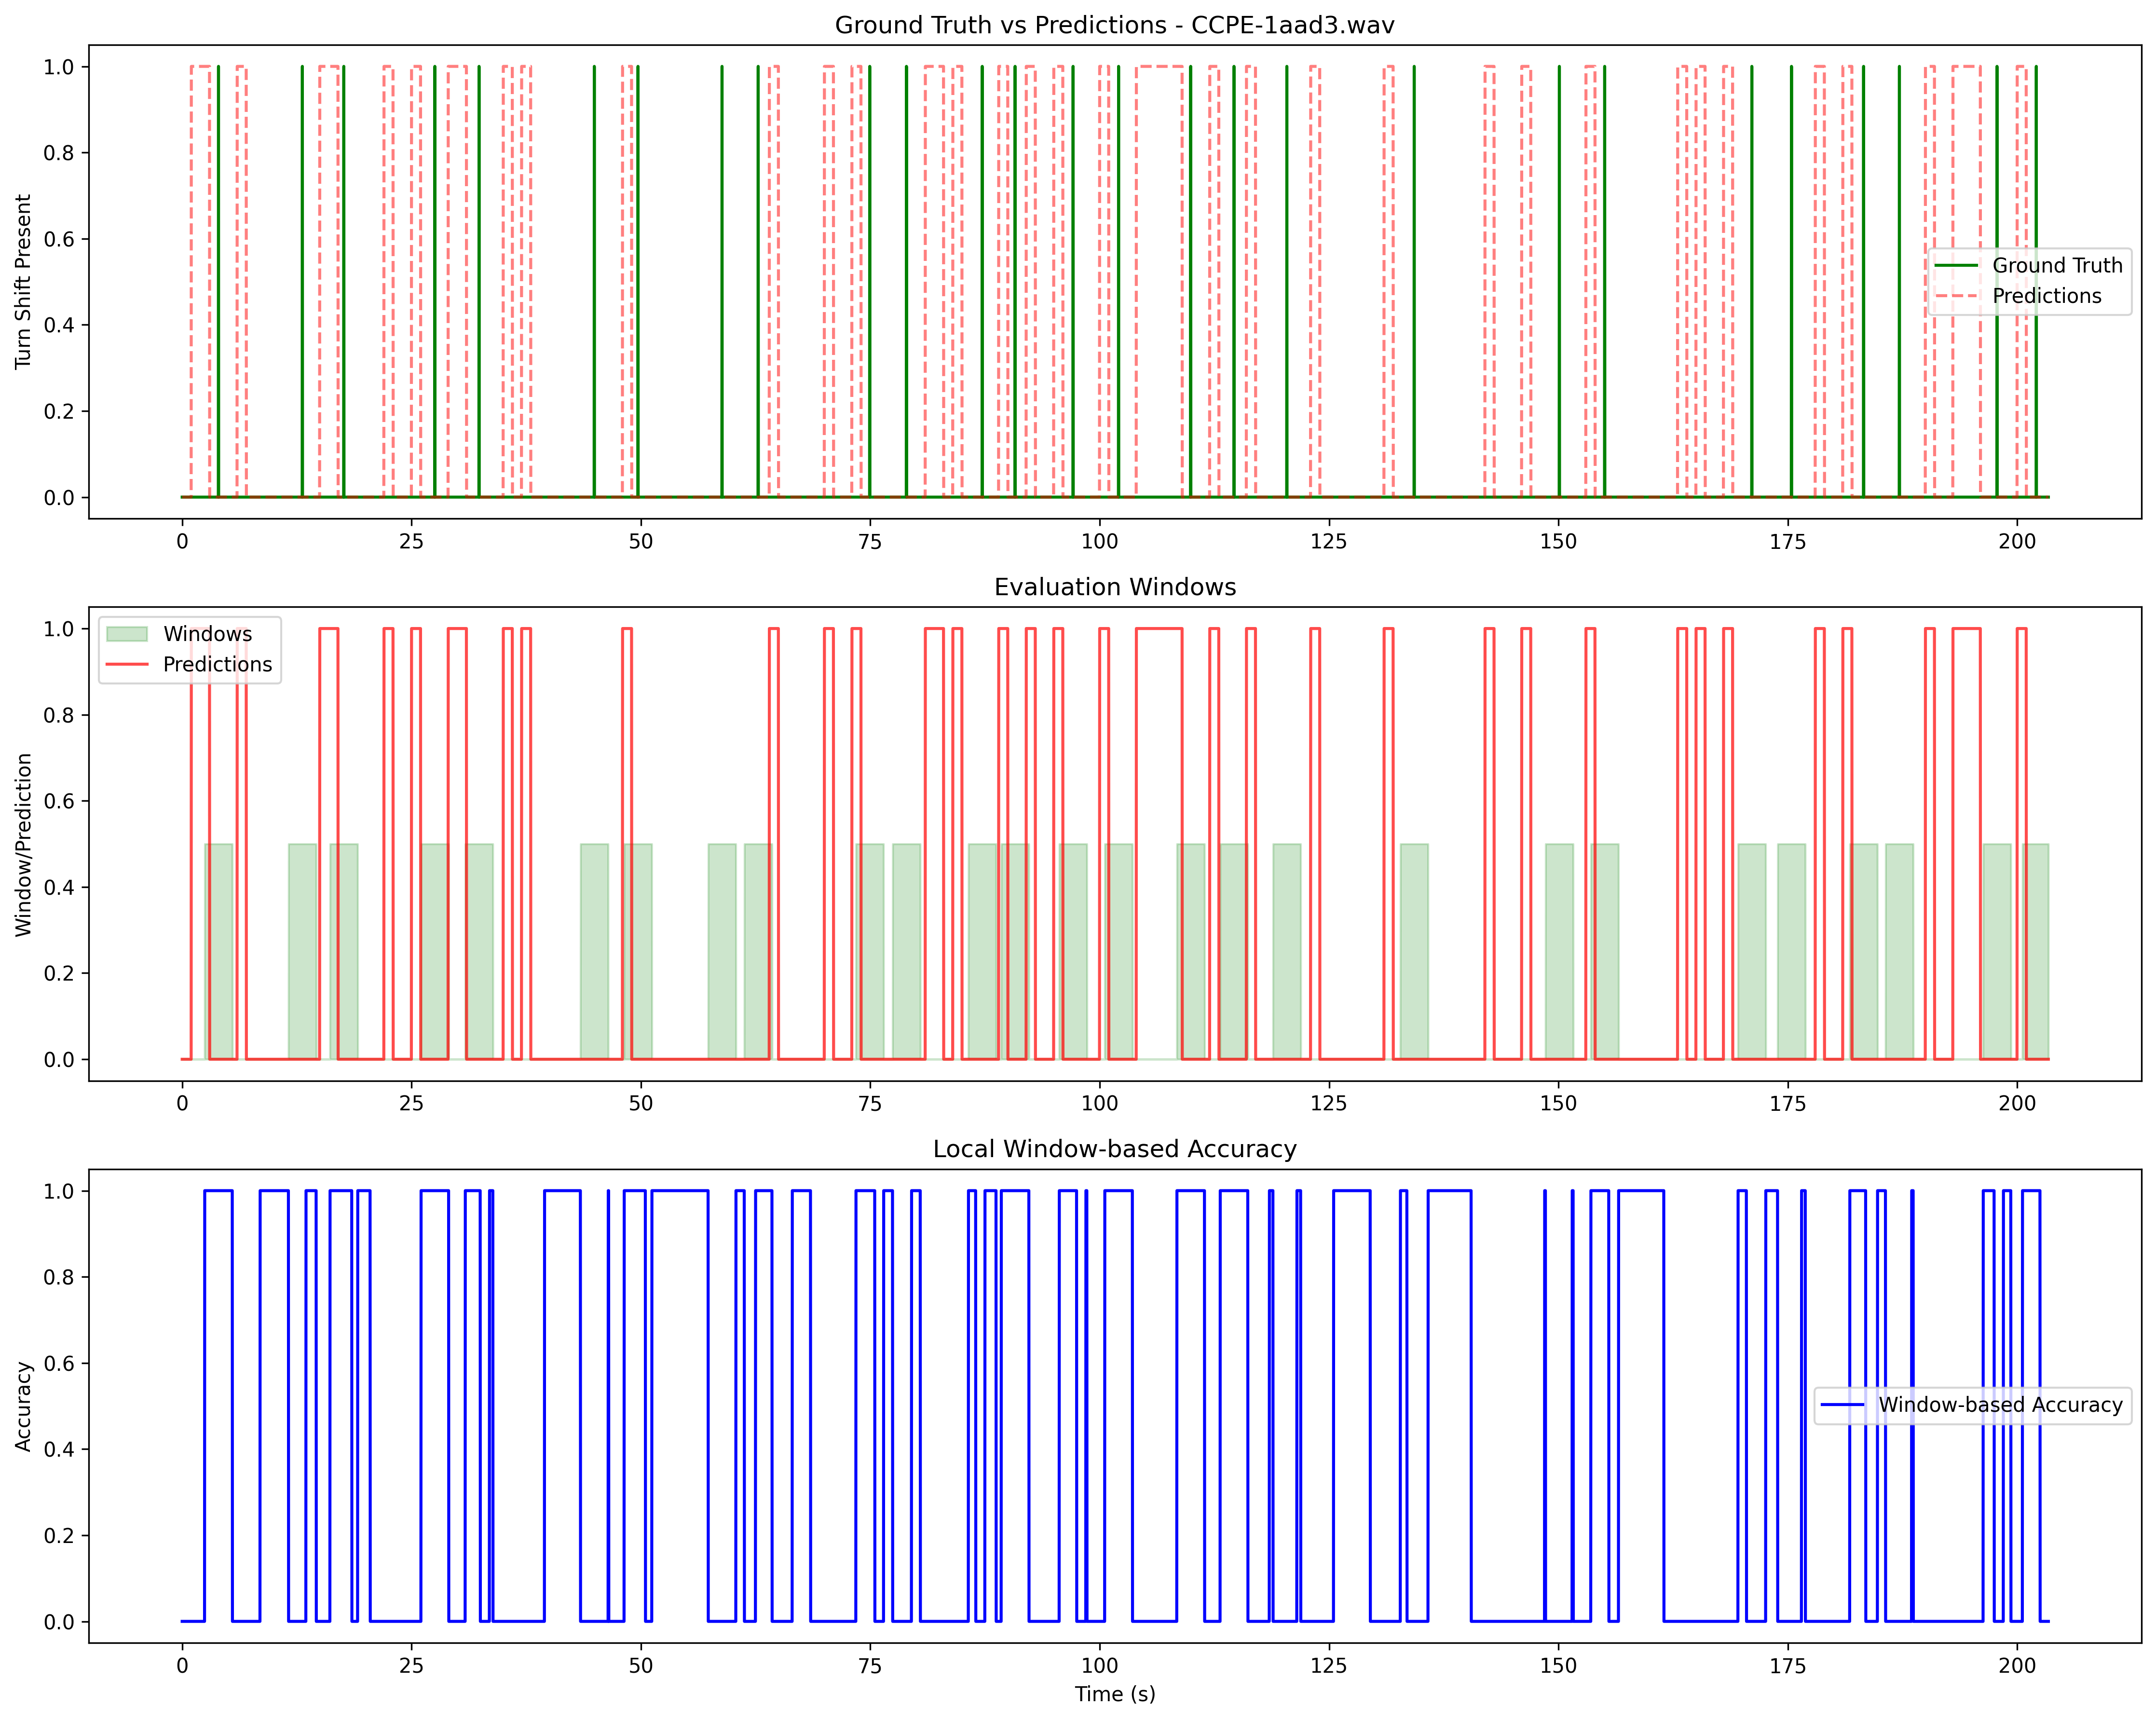 Ground Truth vs Predictions - CCPE-1aad3.wav
1.0
0.8
0.6
0.4
0.2
0.0
Turn Shift Present
Ground Truth
Predictions
0 25 50 75 100 125 150 175 200
Evaluation Windows
1.0
0.8
0.6
0.4
0.2
0.0
Window/Prediction
Windows
Predictions
0 25 50 75 100 125 150 175 200
Local Window-based Accuracy
1.0
0.8
0.6
0.4
0.2
0.0
Accuracy
Window-based Accuracy
0 25 50 75 100 125 150 175 200
Time (s)